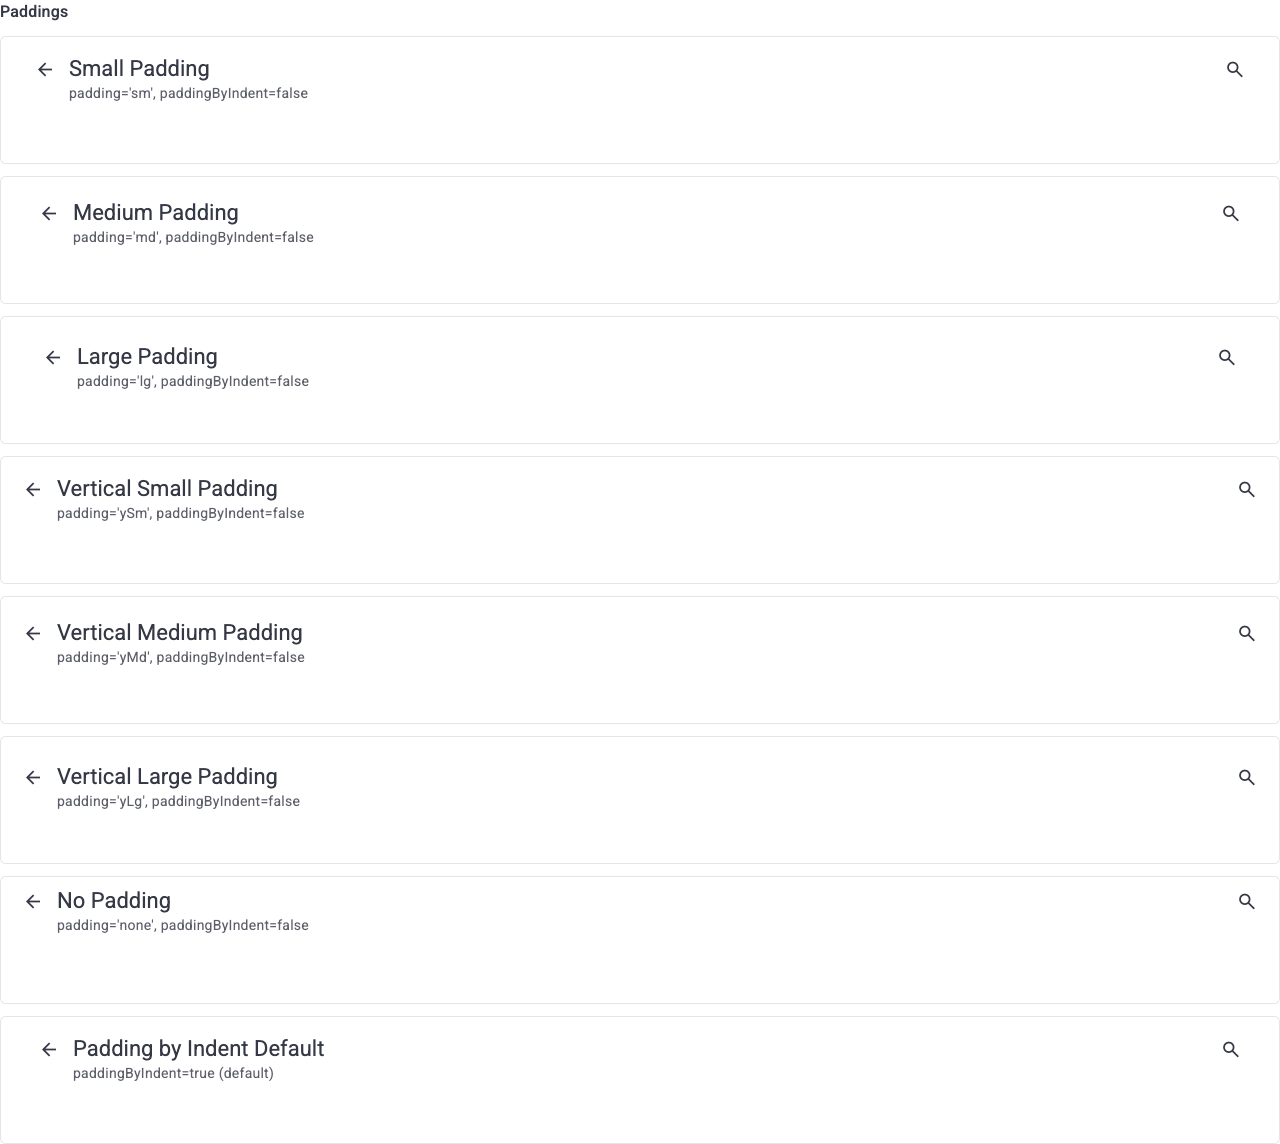 Paddings
Small Padding
padding='sm', paddingByIndent=false
Medium Padding
padding='md', paddingByIndent=false
Large Padding
padding='lg', paddingByIndent=false
Vertical Small Padding
padding='ySm', paddingByIndent=false
Vertical Medium Padding
padding='yMd', paddingByIndent=false
Vertical Large Padding
padding='yLg', paddingByIndent=false
No Padding
padding='none', paddingByIndent=false
Padding by Indent Default
paddingByIndent=true (default)